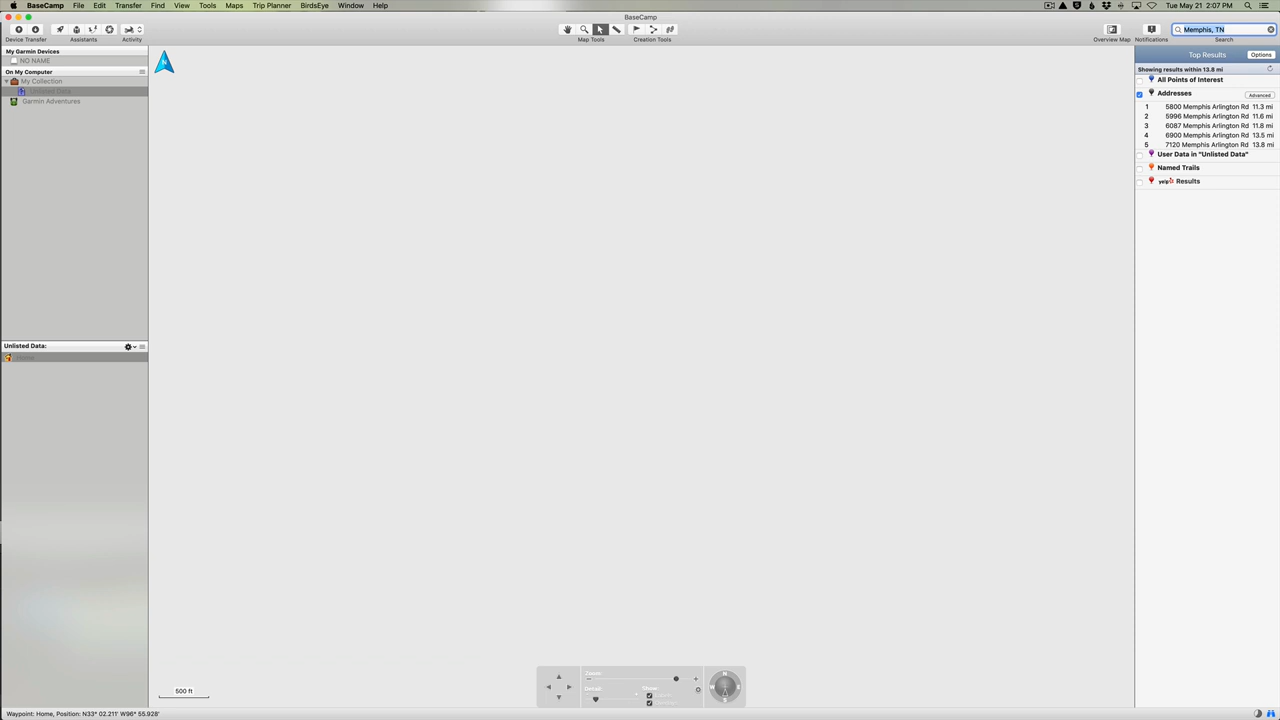 BaseCamp File Edit View Find Transfer Tools Maps Trip Planner BirdsEye Window Help Tue May 21 2:07 PM
BaseCamp
Device Transfer Assistants Activity Map Tools Creation Tools Overview Map Notifications Search
Memphis, TN
My Garmin Devices
NO NAME
On My Computer
My Collection
Unlisted Data
Garmin Adventures
Unlisted Data:
Home
N
500 ft
Zoom:
Detail:
Show:
N
W E
S
Top Results Options
Showing results within 13.8 mi
All Points of Interest
Addresses Advanced
1 5800 Memphis Arlington Rd 11.3 mi
2 5996 Memphis Arlington Rd 11.6 mi
3 6087 Memphis Arlington Rd 11.8 mi
4 6900 Memphis Arlington Rd 13.5 mi
5 7120 Memphis Arlington Rd 13.8 mi
User Data in "Unlisted Data"
Named Trails
yelp Results
Waypoint: Home, Position: N33° 02.211' W96° 55.928'